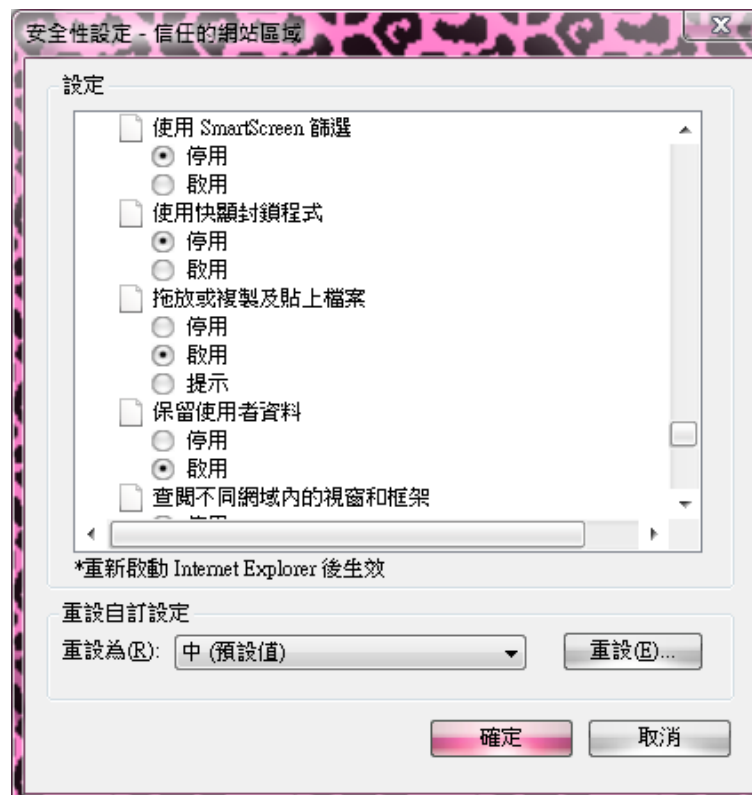 安全性設定 - 信任的網站區域
設定
使用 SmartScreen 篩選
停用
啟用
使用快顯封鎖程式
停用
啟用
拖放或複製及貼上檔案
停用
啟用
提示
保留使用者資料
停用
啟用
查閱不同網域內的視窗和框架
*重新啟動 Internet Explorer 後生效
重設自訂設定
重設為(R): 中 (預設值) 重設(E)...
確定 取消